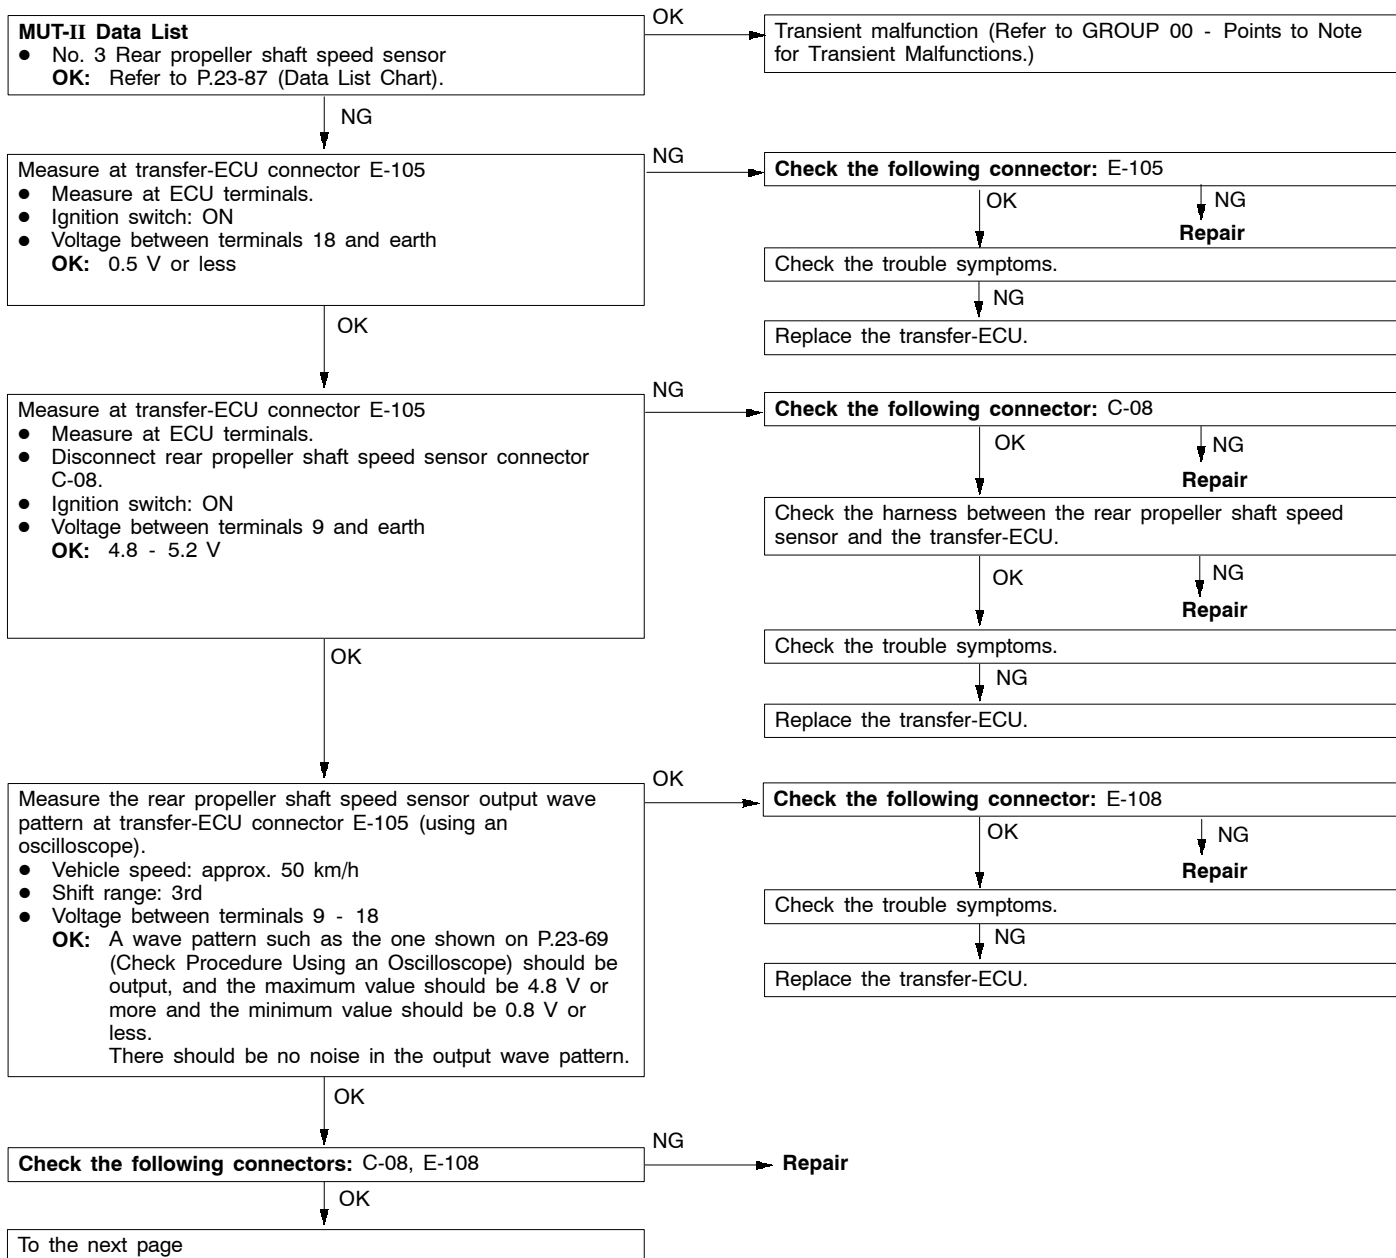 MUT-II Data List
● No. 3 Rear propeller shaft speed sensor
OK: Refer to P.23-87 (Data List Chart).
OK
Transient malfunction (Refer to GROUP 00 - Points to Note
for Transient Malfunctions.)
NG
Measure at transfer-ECU connector E-105
● Measure at ECU terminals.
● Ignition switch: ON
● Voltage between terminals 18 and earth
OK: 0.5 V or less
NG
Check the following connector: E-105
OK
NG
Repair
Check the trouble symptoms.
NG
Replace the transfer-ECU.
OK
Measure at transfer-ECU connector E-105
● Measure at ECU terminals.
● Disconnect rear propeller shaft speed sensor connector
C-08.
● Ignition switch: ON
● Voltage between terminals 9 and earth
OK: 4.8 - 5.2 V
NG
Check the following connector: C-08
OK
NG
Repair
Check the harness between the rear propeller shaft speed
sensor and the transfer-ECU.
OK
NG
Repair
Check the trouble symptoms.
NG
Replace the transfer-ECU.
OK
Measure the rear propeller shaft speed sensor output wave
pattern at transfer-ECU connector E-105 (using an
oscilloscope).
● Vehicle speed: approx. 50 km/h
● Shift range: 3rd
● Voltage between terminals 9 - 18
OK: A wave pattern such as the one shown on P.23-69
(Check Procedure Using an Oscilloscope) should be
output, and the maximum value should be 4.8 V or
more and the minimum value should be 0.8 V or
less.
There should be no noise in the output wave pattern.
OK
Check the following connector: E-108
OK
NG
Repair
Check the trouble symptoms.
NG
Replace the transfer-ECU.
OK
Check the following connectors: C-08, E-108
NG
Repair
OK
To the next page